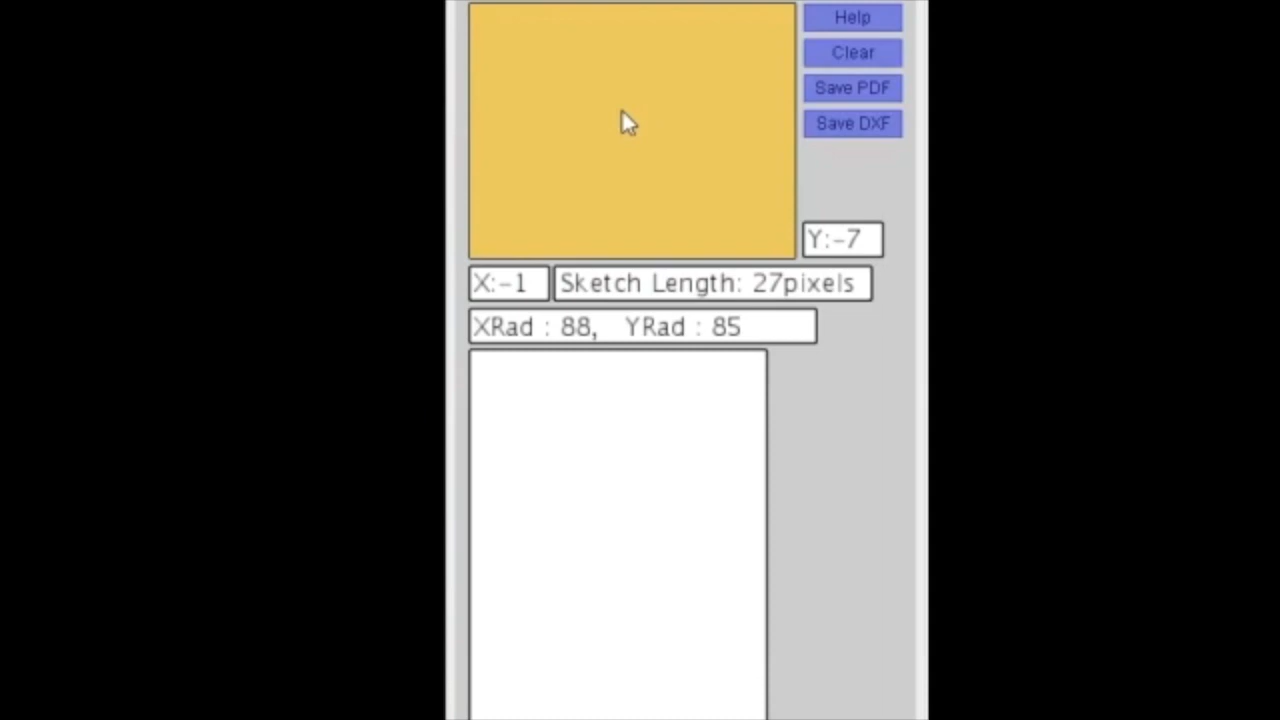 Help
Clear
Save PDF
Save DXF
Y:-7
X:-1
Sketch Length: 27pixels
XRad : 88, YRad : 85